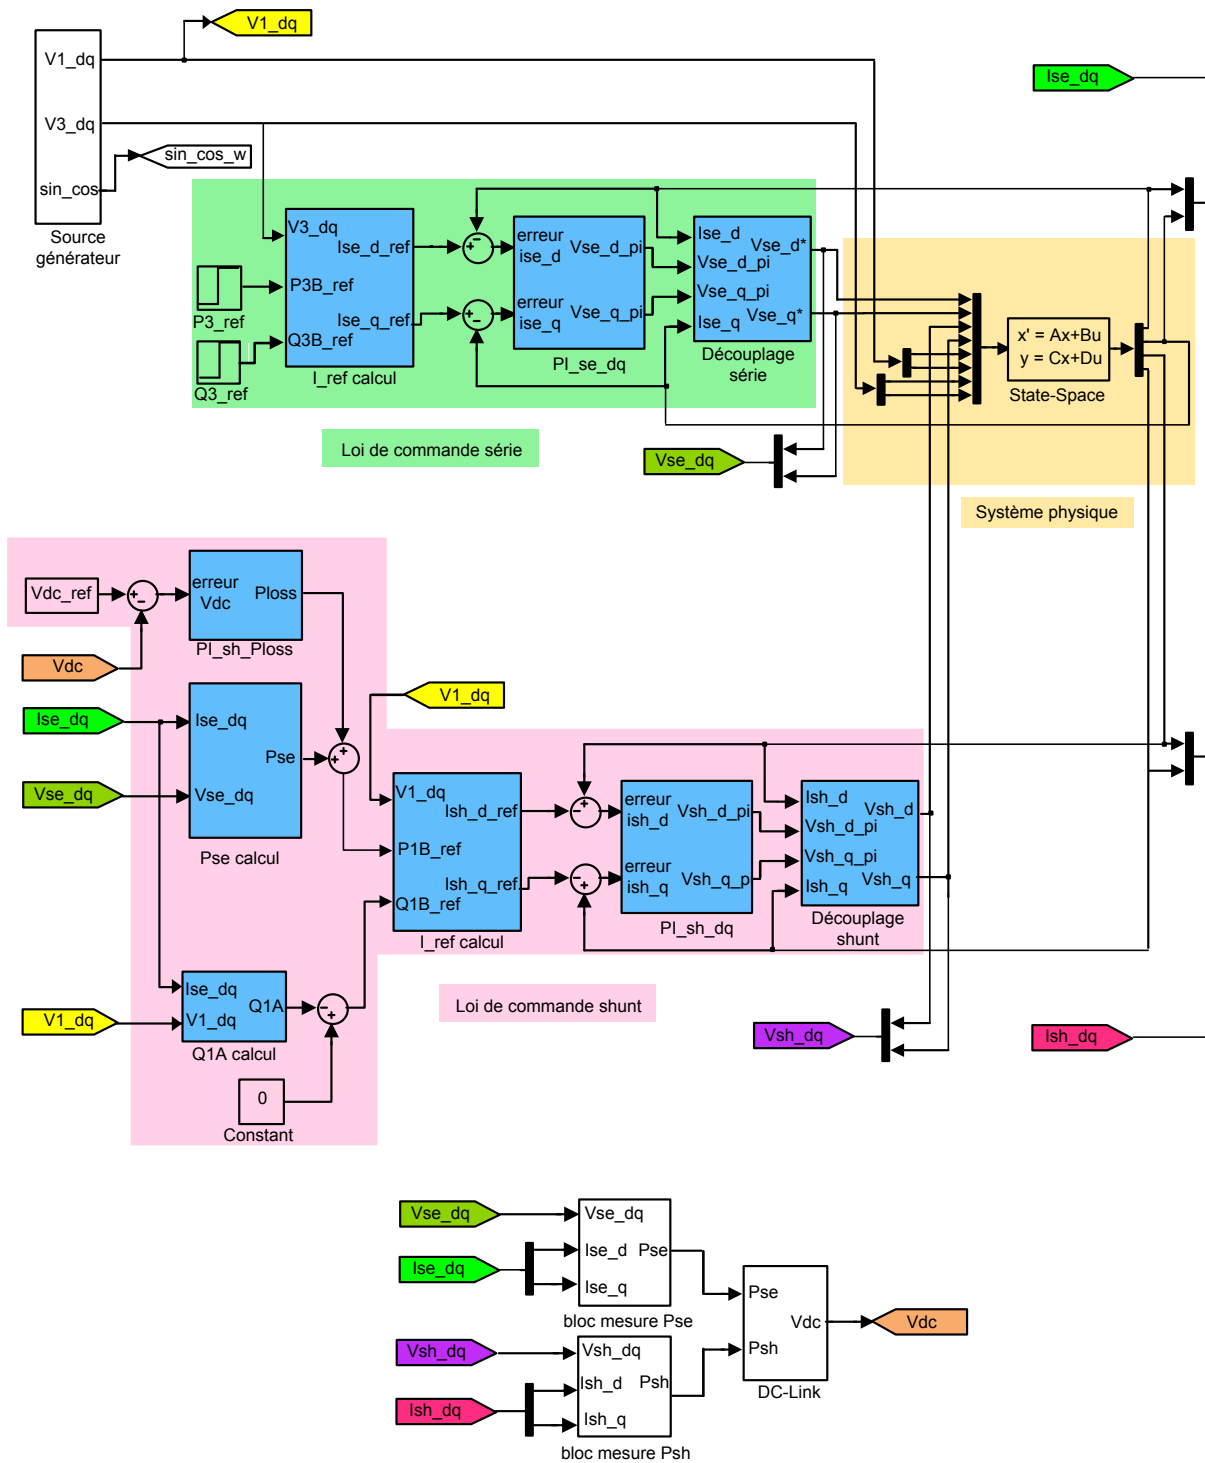 V1_dq
V1_dq
V3_dq
sin_cos
Source
générateur
sin_cos_w
Ise_dq
P3_ref
Q3_ref
V3_dq
Ise_d_ref
P3B_ref
Ise_q_ref
Q3B_ref
I_ref calcul
+
-
+
-
erreur
ise_d
Vse_d_pi
erreur
ise_q
Vse_q_pi
PI_se_dq
Ise_d
Vse_d*
Vse_d_pi
Vse_q_pi
Vse_q*
Ise_q
Découplage
série
x' = Ax+Bu
y = Cx+Du
State-Space
Loi de commande série
Vse_dq
Système physique
Vdc_ref
+
-
erreur
Vdc
Ploss
PI_sh_Ploss
Vdc
Ise_dq
Vse_dq
Ise_dq
Pse
Vse_dq
Pse calcul
+
+
V1_dq
V1_dq
Ish_d_ref
P1B_ref
Ish_q_ref
Q1B_ref
I_ref calcul
-
+
-
+
erreur
ish_d
Vsh_d_pi
erreur
ish_q
Vsh_q_p
PI_sh_dq
Ish_d
Vsh_d
Vsh_d_pi
Vsh_q_pi
Vsh_q
Ish_q
Découplage
shunt
V1_dq
Ise_dq
Q1A
V1_dq
Q1A calcul
-
+
0
Constant
Loi de commande shunt
Vsh_dq
Ish_dq
Vse_dq
Ise_dq
Vse_dq
Ise_d
Pse
Ise_q
bloc mesure Pse
Vsh_dq
Ish_dq
Vsh_dq
Ish_d
Psh
Ish_q
bloc mesure Psh
Pse
Vdc
Psh
DC-Link
Vdc